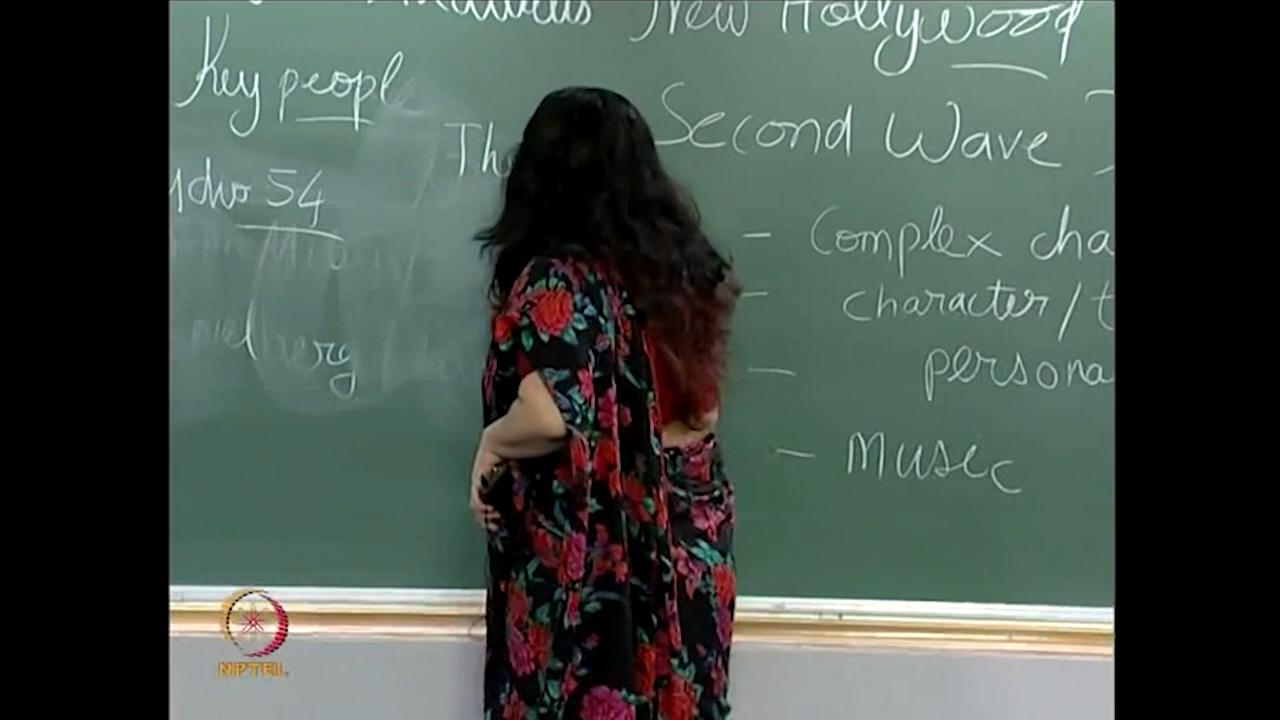 New Hollywood
Key people
Second Wave
54
- Complex cha
- character/t
- persona
- Music
NPTEL